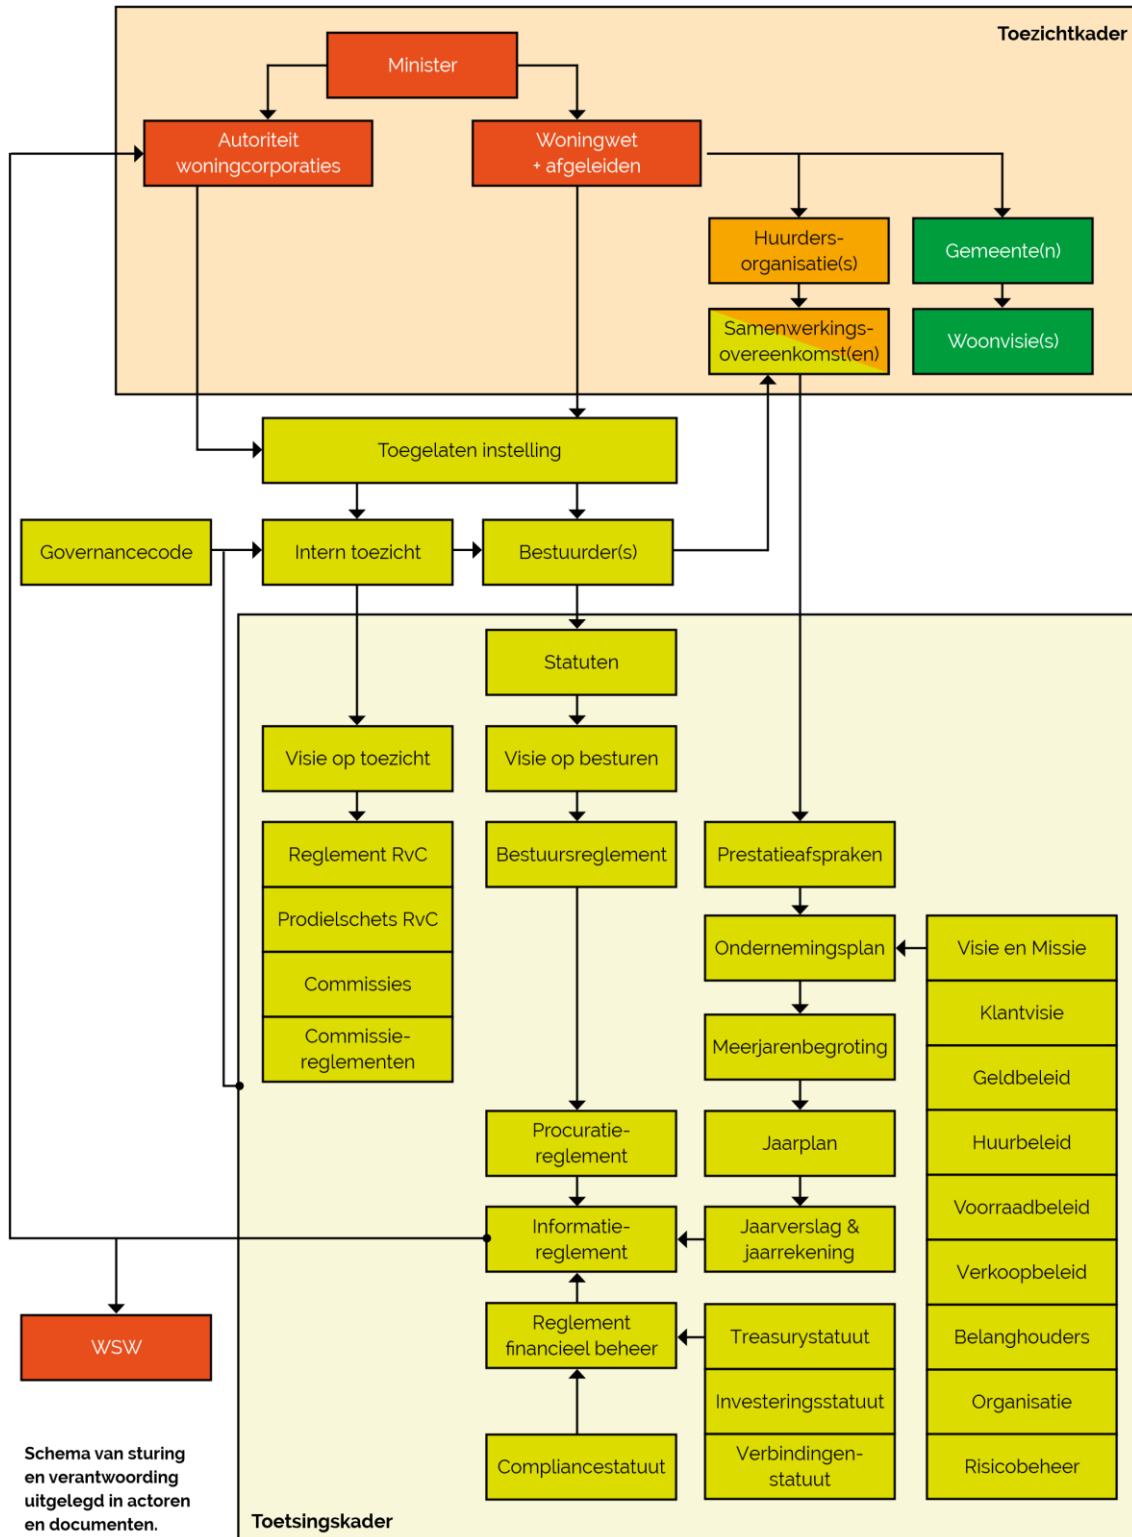 Toezichtkader
Minister
Autoriteit
woningcorporaties
Woningwet
+ afgeleiden
Huurders-
organisatie(s)
Gemeente(n)
Samenwerkings-
overeenkomst(en)
Woonvisie(s)
Toegelaten instelling
Governancecode
Intern toezicht
Bestuurder(s)
Statuten
Visie op toezicht
Visie op besturen
Reglement RvC
Prodielschets RvC
Commissies
Commissie-
reglementen
Bestuursreglement
Prestatieafspraken
Ondernemingsplan
Meerjarenbegroting
Jaarplan
Jaarverslag &
jaarrekening
Visie en Missie
Klantvisie
Geldbeleid
Huurbeleid
Voorraadbeleid
Verkoopbeleid
Belanghouders
Organisatie
Risicobeheer
Procuratie-
reglement
Informatie-
reglement
Reglement
financieel beheer
Treasurystatuut
Investeringsstatuut
Verbindingen-
statuut
Compliancestatuut
WSW
Schema van sturing
en verantwoording
uitgelegd in actoren
en documenten.
Toetsingskader